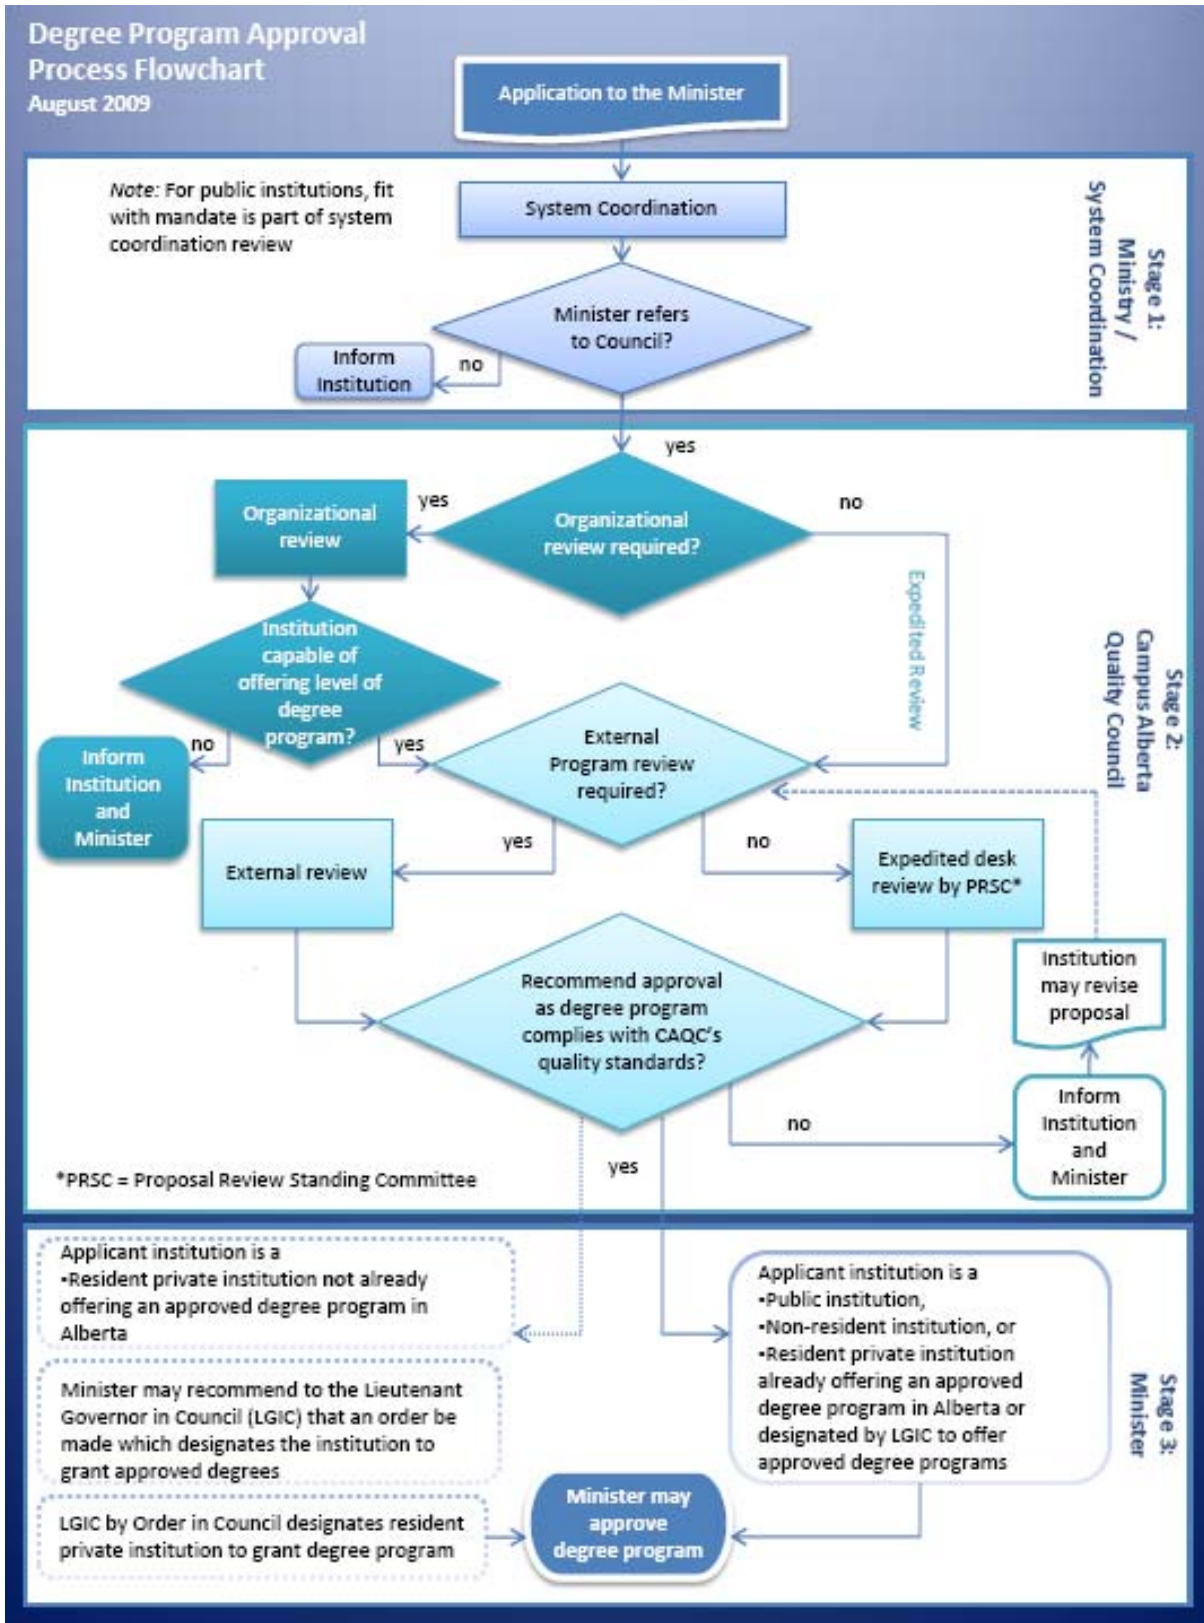 Degree Program Approval
Process Flowchart
August 2009
Application to the Minister
Note: For public institutions, fit
with mandate is part of system
coordination review
System Coordination
Stage 1:
Ministry /
System Coordination
Minister refers
to Council?
no
Inform
Institution
yes
Organizational
review required?
yes
Organizational
review
no
Expedited Review
Institution
capable of
offering level of
degree
program?
no
Inform
Institution
and
Minister
yes
External
Program review
required?
Stage 2:
Campus Alberta
Quality Council
yes
External review
no
Expedited desk
review by PRSC*
Recommend approval
as degree program
complies with CAQC's
quality standards?
Institution
may revise
proposal
no
Inform
Institution
and
Minister
yes
*PRSC = Proposal Review Standing Committee
Applicant institution is a
▪Resident private institution not already
offering an approved degree program in
Alberta
Minister may recommend to the Lieutenant
Governor in Council (LGIC) that an order be
made which designates the institution to
grant approved degrees
LGIC by Order in Council designates resident
private institution to grant degree program
Applicant institution is a
▪Public institution,
▪Non-resident institution, or
▪Resident private institution
already offering an approved
degree program in Alberta or
designated by LGIC to offer
approved degree programs
Stage 3:
Minister
Minister may
approve
degree program